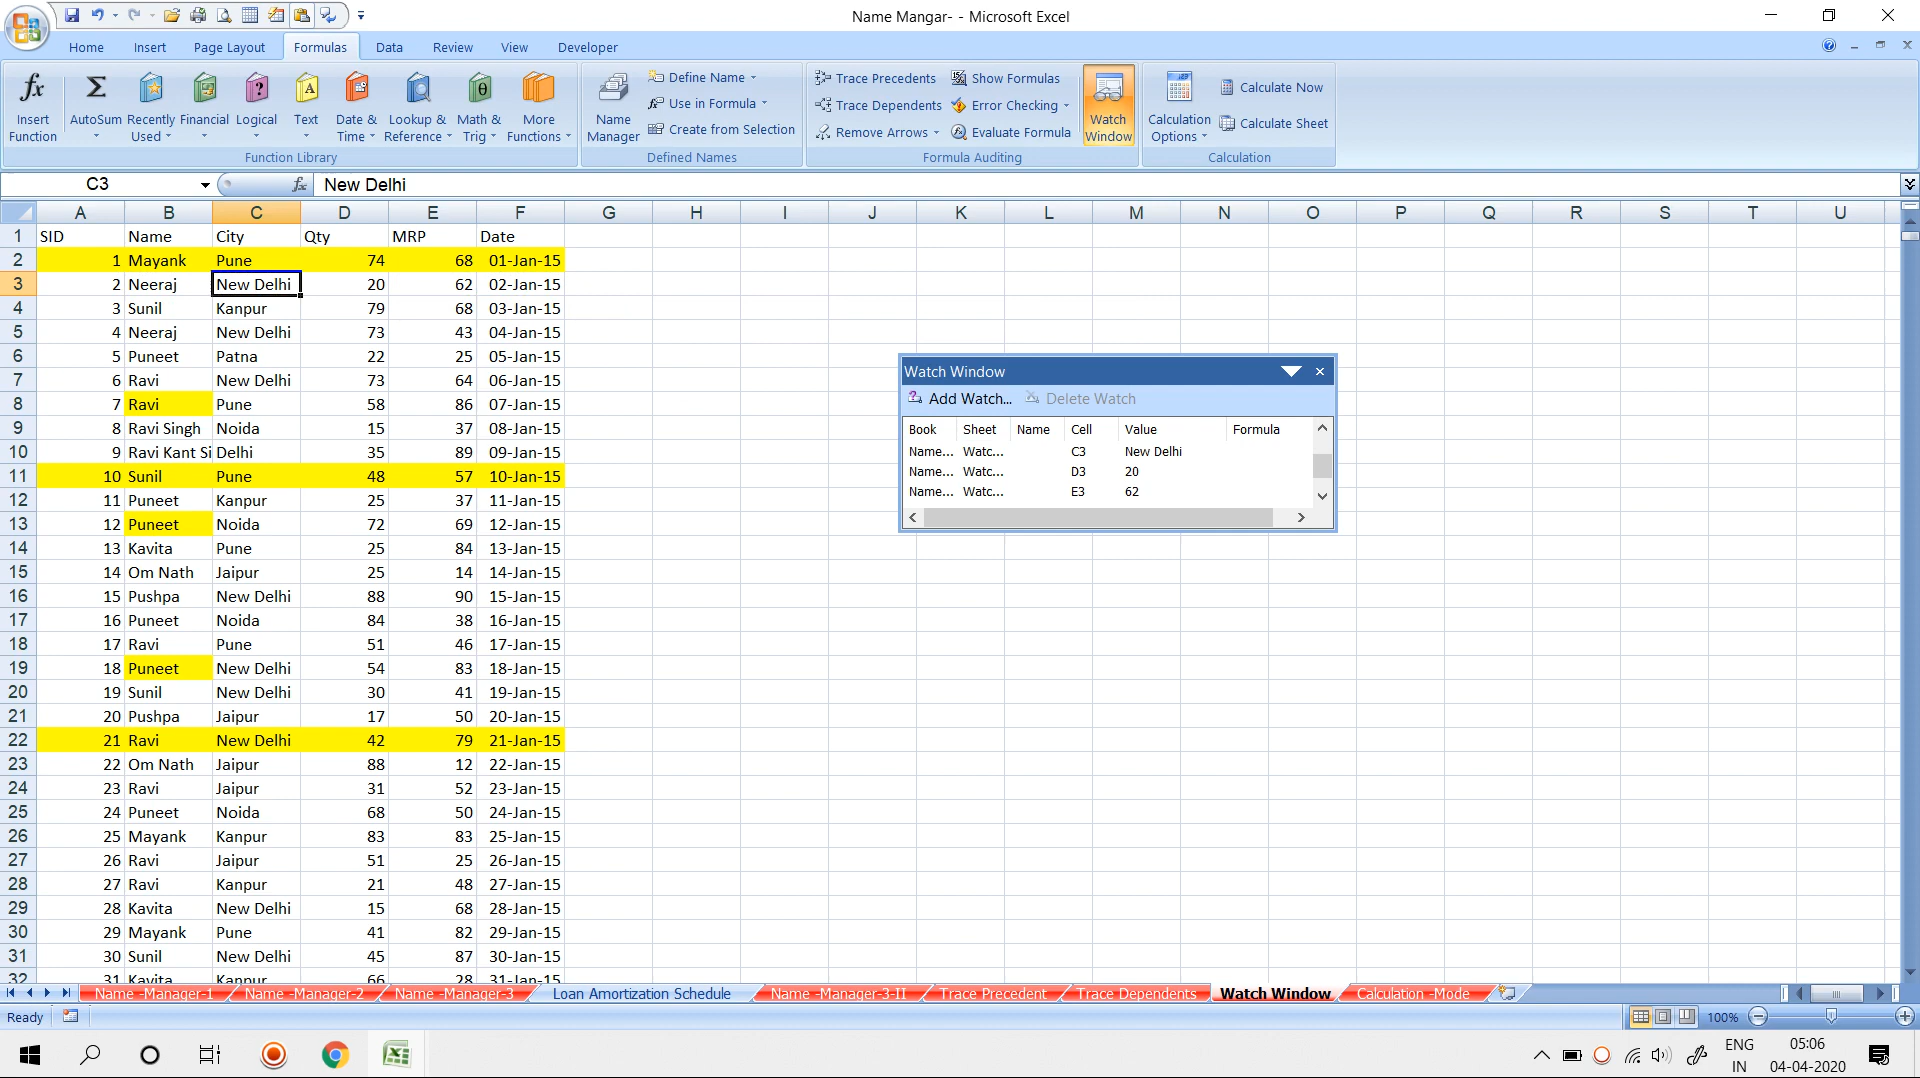 Name Mangar- - Microsoft Excel
Home Insert Page Layout Formulas Data Review View Developer
Insert Function
AutoSum Recently Used Financial Logical Text Date & Time Lookup & Reference Math & Trig More Functions
Function Library
Name Manager
Define Name
Use in Formula
Create from Selection
Defined Names
Trace Precedents Show Formulas
Trace Dependents Error Checking
Remove Arrows Evaluate Formula
Watch Window
Formula Auditing
Calculation Options
Calculate Now
Calculate Sheet
Calculation
C3 fx New Delhi
A B C D E F G H I J K L M N O P Q R S T U
1 SID Name City Qty MRP Date
2 1 Mayank Pune 74 68 01-Jan-15
3 2 Neeraj New Delhi 20 62 02-Jan-15
4 3 Sunil Kanpur 79 68 03-Jan-15
5 4 Neeraj New Delhi 73 43 04-Jan-15
6 5 Puneet Patna 22 25 05-Jan-15
7 6 Ravi New Delhi 73 64 06-Jan-15
8 7 Ravi Pune 58 86 07-Jan-15
9 8 Ravi Singh Noida 15 37 08-Jan-15
10 9 Ravi Kant Si Delhi 35 89 09-Jan-15
11 10 Sunil Pune 48 57 10-Jan-15
12 11 Puneet Kanpur 25 37 11-Jan-15
13 12 Puneet Noida 72 69 12-Jan-15
14 13 Kavita Pune 25 84 13-Jan-15
15 14 Om Nath Jaipur 25 14 14-Jan-15
16 15 Pushpa New Delhi 88 90 15-Jan-15
17 16 Puneet Noida 84 38 16-Jan-15
18 17 Ravi Pune 51 46 17-Jan-15
19 18 Puneet New Delhi 54 83 18-Jan-15
20 19 Sunil New Delhi 30 41 19-Jan-15
21 20 Pushpa Jaipur 17 50 20-Jan-15
22 21 Ravi New Delhi 42 79 21-Jan-15
23 22 Om Nath Jaipur 88 12 22-Jan-15
24 23 Ravi Jaipur 31 52 23-Jan-15
25 24 Puneet Noida 68 50 24-Jan-15
26 25 Mayank Kanpur 83 83 25-Jan-15
27 26 Ravi Jaipur 51 25 26-Jan-15
28 27 Ravi Kanpur 21 48 27-Jan-15
29 28 Kavita New Delhi 15 68 28-Jan-15
30 29 Mayank Pune 41 82 29-Jan-15
31 30 Sunil New Delhi 45 87 30-Jan-15
32 31 Kavita Kanpur 66 28 31-Jan-15
Watch Window
Add Watch... Delete Watch
Book Sheet Name Cell Value Formula
Name... Watc... C3 New Delhi
Name... Watc... D3 20
Name... Watc... E3 62
Name -Manager-1 Name -Manager-2 Name -Manager-3 Loan Amortization Schedule Name -Manager-3-II Trace Precedent Trace Dependents Watch Window Calculation -Mode
Ready 100%
ENG IN
05:06
04-04-2020